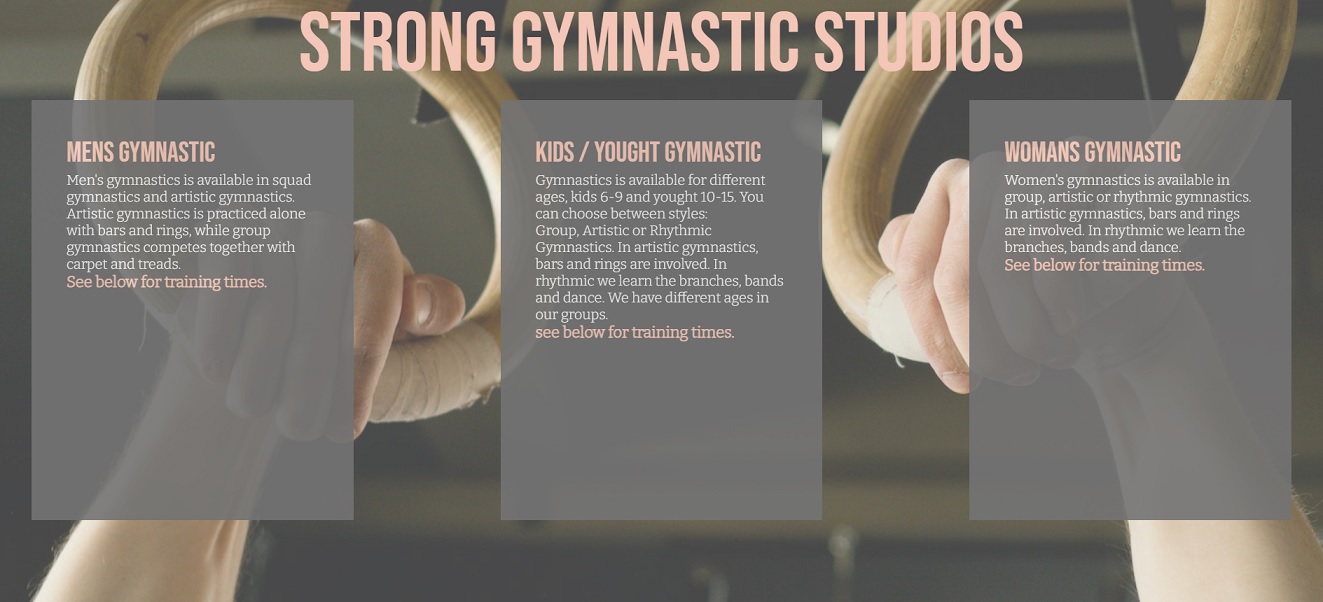 STRONG GYMNASTIC STUDIOS
MENS GYMNASTIC
Men's gymnastics is available in squad
gymnastics and artistic gymnastics.
Artistic gymnastics is practiced alone
with bars and rings, while group
gymnastics competes together with
carpet and treads.
See below for training times.
KIDS / YOUGHT GYMNASTIC
Gymnastics is available for different
ages, kids 6-9 and yought 10-15. You
can choose between styles:
Group, Artistic or Rhythmic
Gymnastics. In artistic gymnastics,
bars and rings are involved. In
rhythmic we learn the branches, bands
and dance. We have different ages in
our groups.
see below for training times.
WOMANS GYMNASTIC
Women's gymnastics is available in
group, artistic or rhythmic gymnastics.
In artistic gymnastics, bars and rings
are involved. In rhythmic we learn the
branches, bands and dance.
See below for training times.